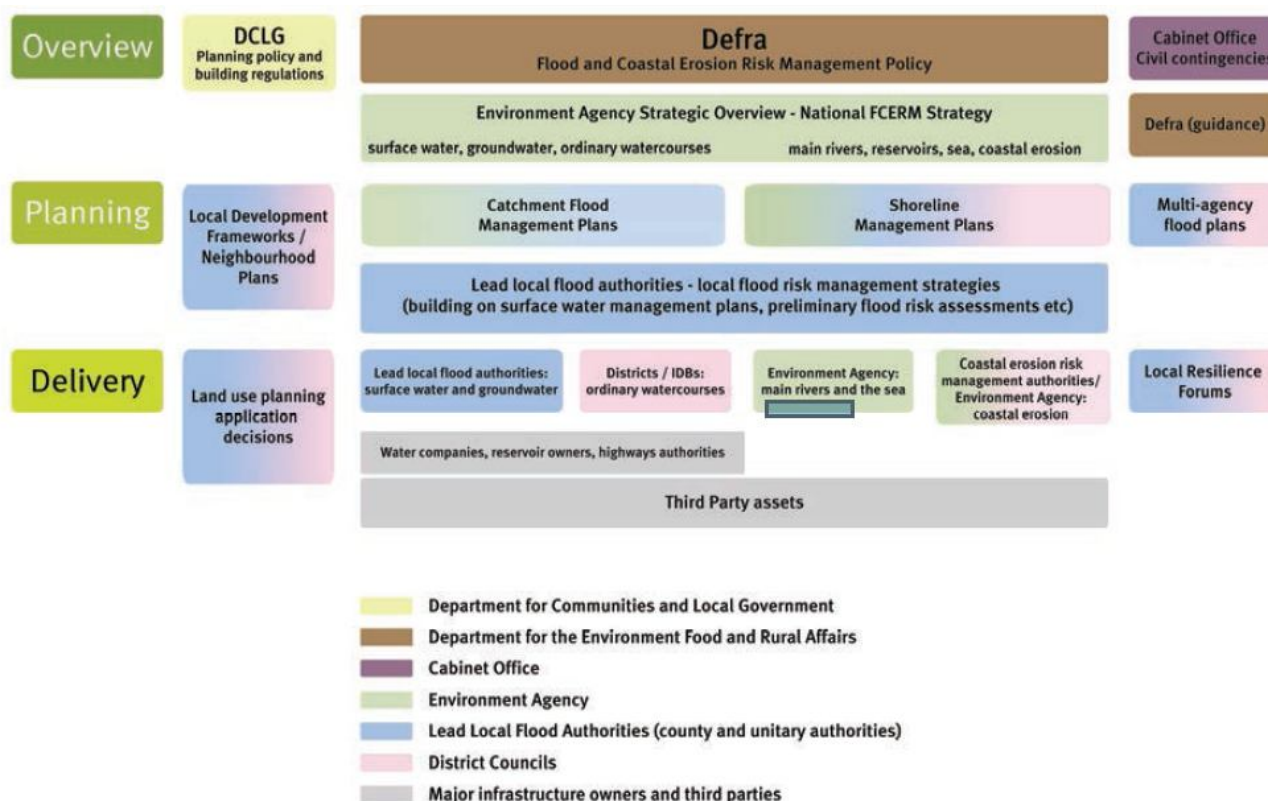 Overview
DCLG
Planning policy and
building regulations
Defra
Flood and Coastal Erosion Risk Management Policy
Cabinet Office
Civil contingencies
Environment Agency Strategic Overview - National FCERM Strategy
surface water, groundwater, ordinary watercourses
main rivers, reservoirs, sea, coastal erosion
Defra (guidance)
Planning
Local Development
Frameworks /
Neighbourhood
Plans
Catchment Flood
Management Plans
Shoreline
Management Plans
Multi-agency
flood plans
Lead local flood authorities - local flood risk management strategies
(building on surface water management plans, preliminary flood risk assessments etc)
Delivery
Land use planning
application
decisions
Lead local flood authorities:
surface water and groundwater
Districts / IDBs:
ordinary watercourses
Environment Agency:
main rivers and the sea
Coastal erosion risk
management authorities/
Environment Agency:
coastal erosion
Local Resilience
Forums
Water companies, reservoir owners, highways authorities
Third Party assets
Department for Communities and Local Government
Department for the Environment Food and Rural Affairs
Cabinet Office
Environment Agency
Lead Local Flood Authorities (county and unitary authorities)
District Councils
Major infrastructure owners and third parties